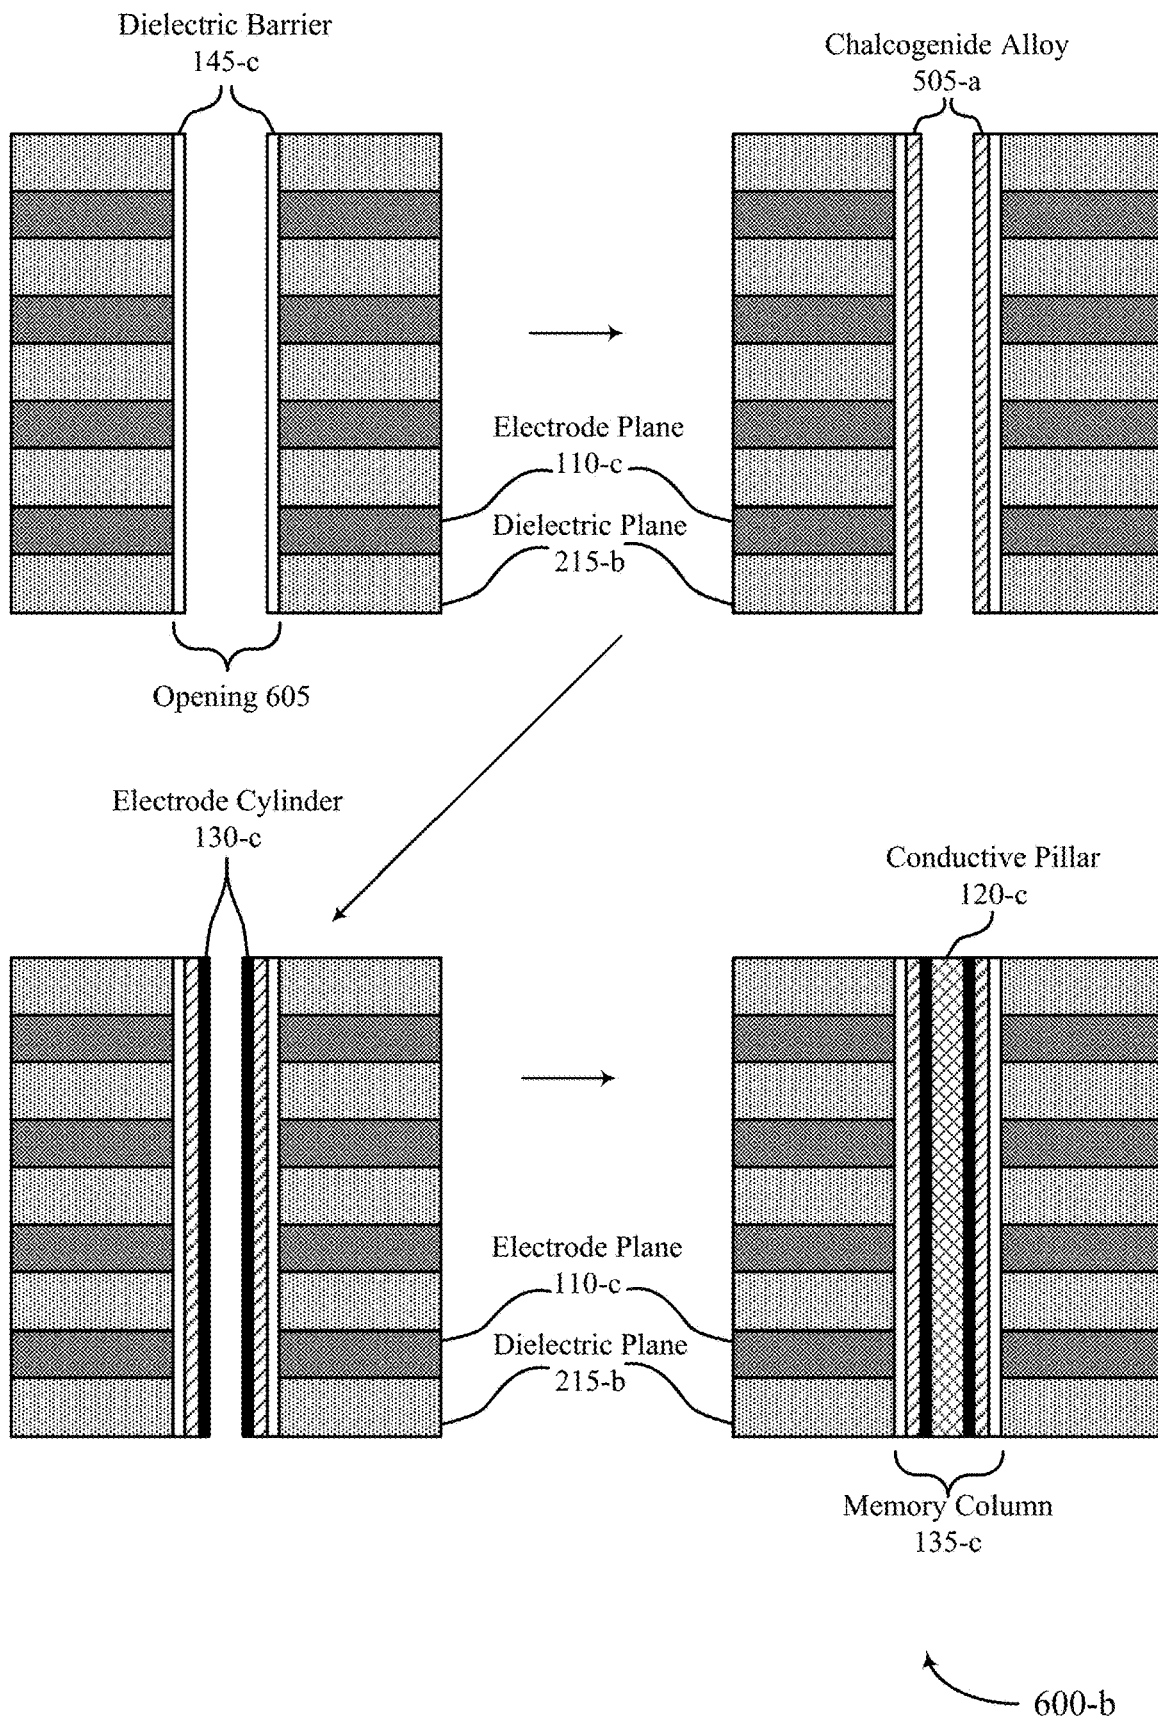 Dielectric Barrier
145-c
Chalcogenide Alloy
505-a
Electrode Plane
110-c
Dielectric Plane
215-b
Opening 605
Electrode Cylinder
130-c
Conductive Pillar
120-c
Electrode Plane
110-c
Dielectric Plane
215-b
Memory Column
135-c
600-b